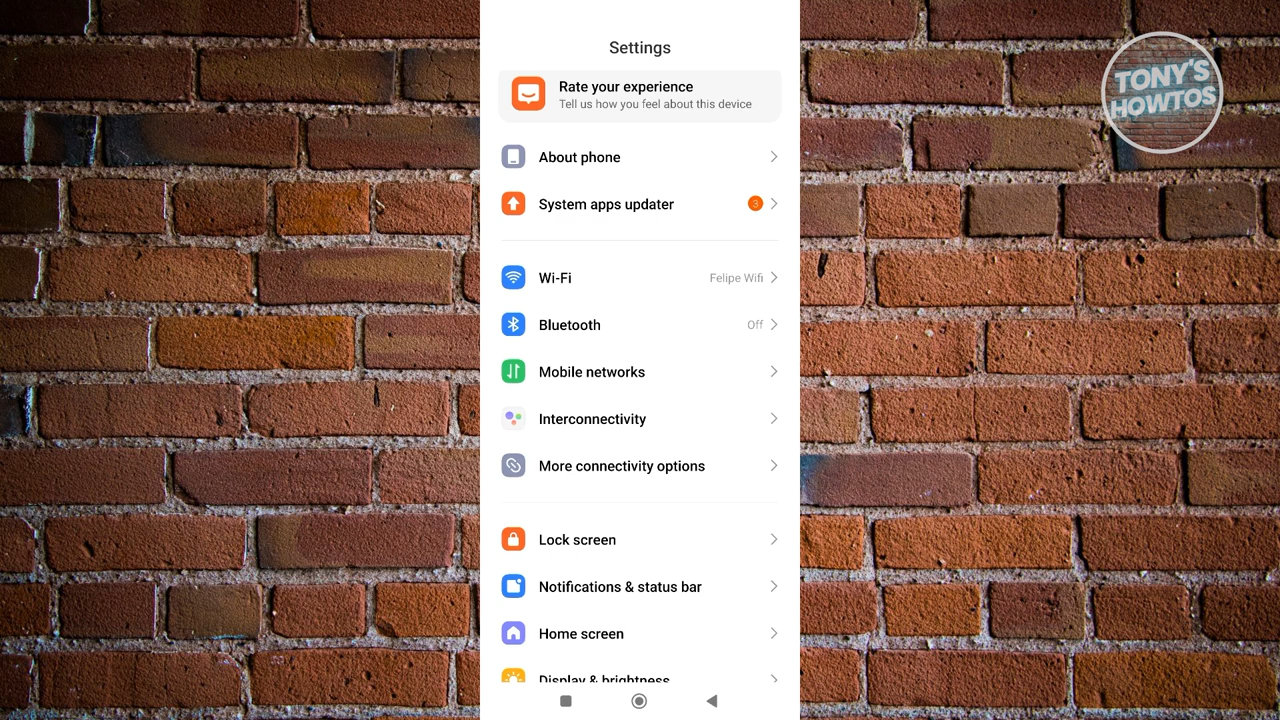 Settings
Rate your experience
Tell us how you feel about this device
About phone
System apps updater 3
Wi-Fi Felipe Wifi
Bluetooth Off
Mobile networks
Interconnectivity
More connectivity options
Lock screen
Notifications & status bar
Home screen
Display & brightness
TONY'S
HOWTOS